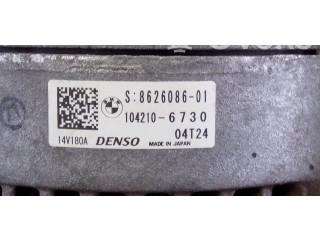 S:8626086-01
104210-6730
04T24
14V180A DENSO MADE IN JAPAN